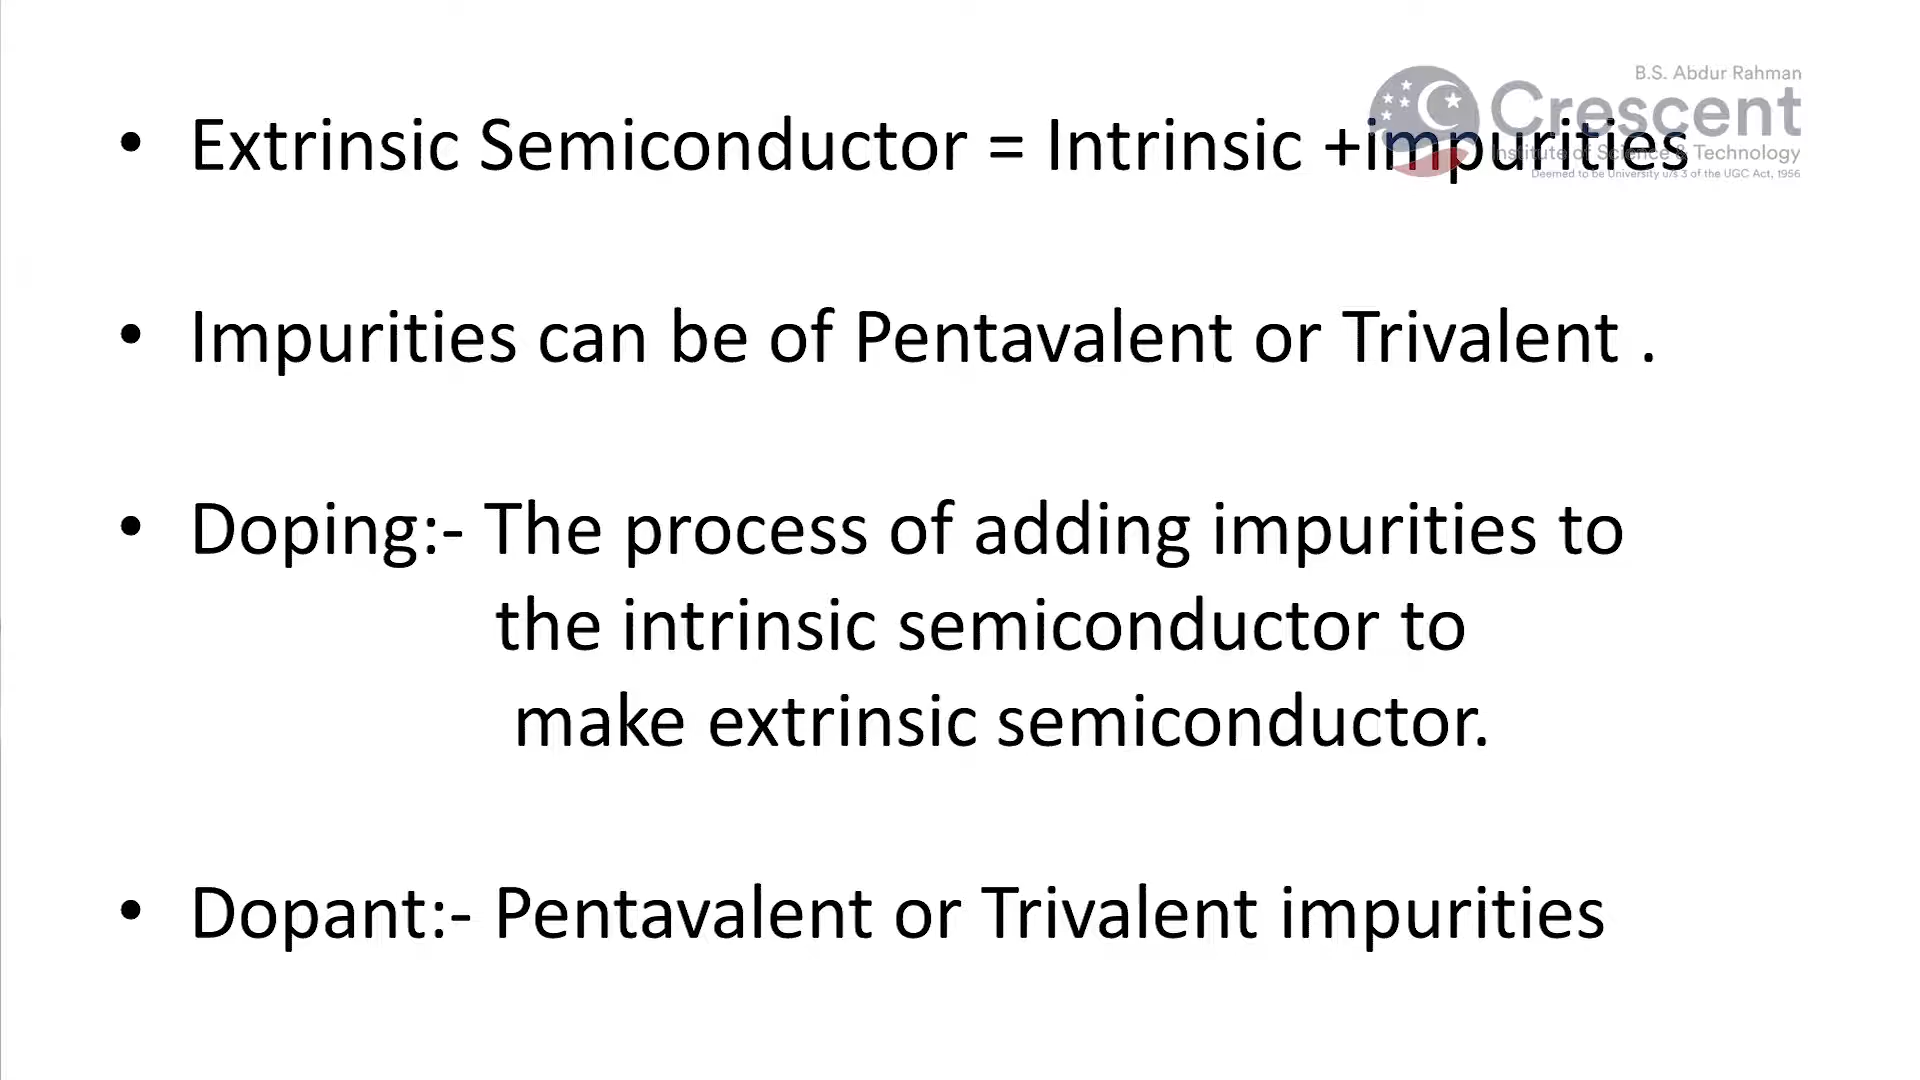 B.S. Abdur Rahman
Crescent
Institute of Science & Technology
Deemed to be University u/s 3 of the UGC Act, 1956
• Extrinsic Semiconductor = Intrinsic +impurities
• Impurities can be of Pentavalent or Trivalent .
• Doping:- The process of adding impurities to
the intrinsic semiconductor to
make extrinsic semiconductor.
• Dopant:- Pentavalent or Trivalent impurities